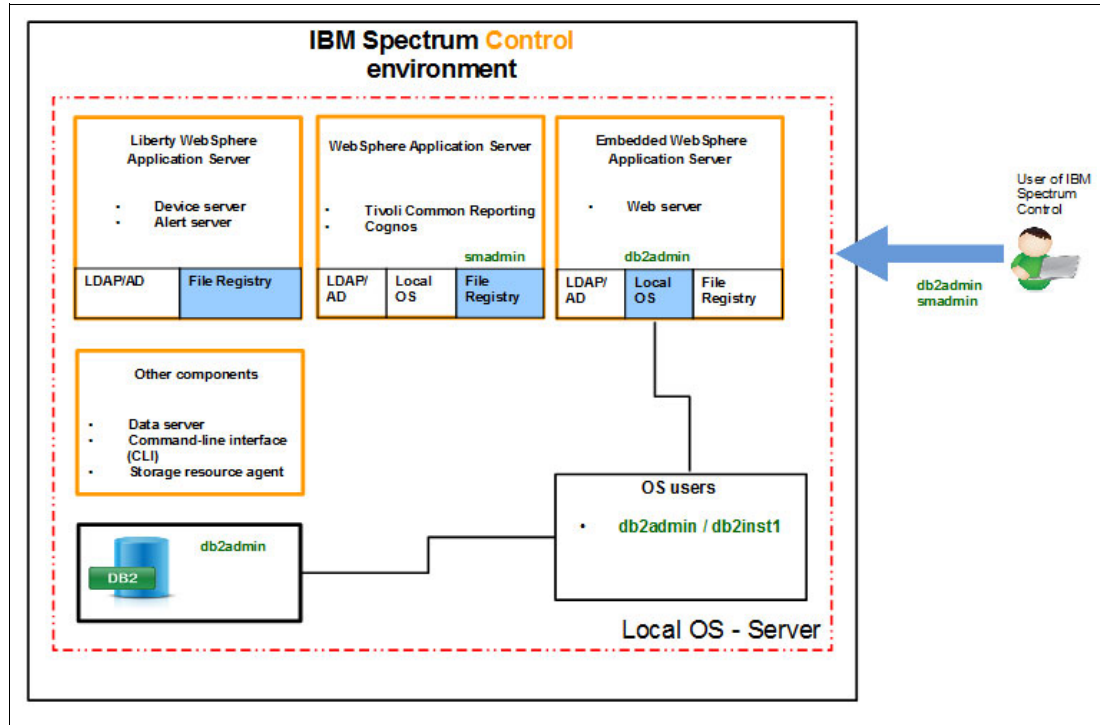 IBM Spectrum Control
environment
Liberty WebSphere
Application Server
• Device server
• Alert server
LDAP/AD
File Registry
WebSphere Application Server
• Tivoli Common Reporting
• Cognos
smadmin
LDAP/
AD
Local
OS
File
Registry
Embedded WebSphere
Application Server
• Web server
db2admin
LDAP/
AD
Local
OS
File
Registry
User of IBM
Spectrum
Control
db2admin
smadmin
Other components
• Data server
• Command-line interface
(CLI)
• Storage resource agent
OS users
• db2admin / db2inst1
db2admin
DB2
Local OS - Server